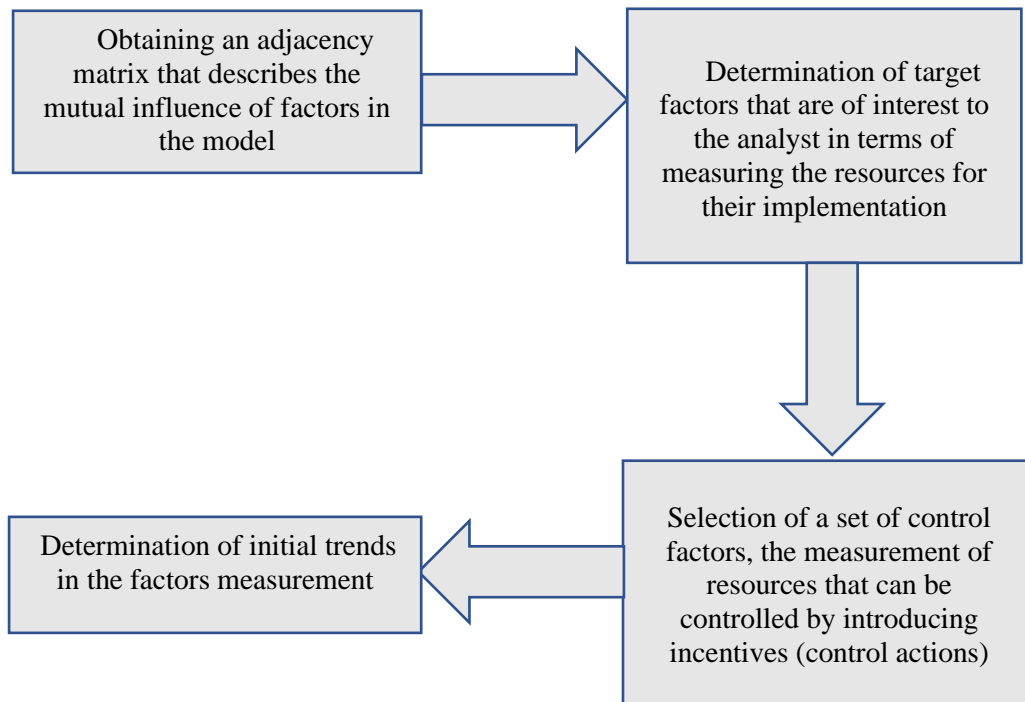 Obtaining an adjacency
matrix that describes the
mutual influence of factors in
the model
Determination of target
factors that are of interest to
the analyst in terms of
measuring the resources for
their implementation
Selection of a set of control
factors, the measurement of
resources that can be
controlled by introducing
incentives (control actions)
Determination of initial trends
in the factors measurement